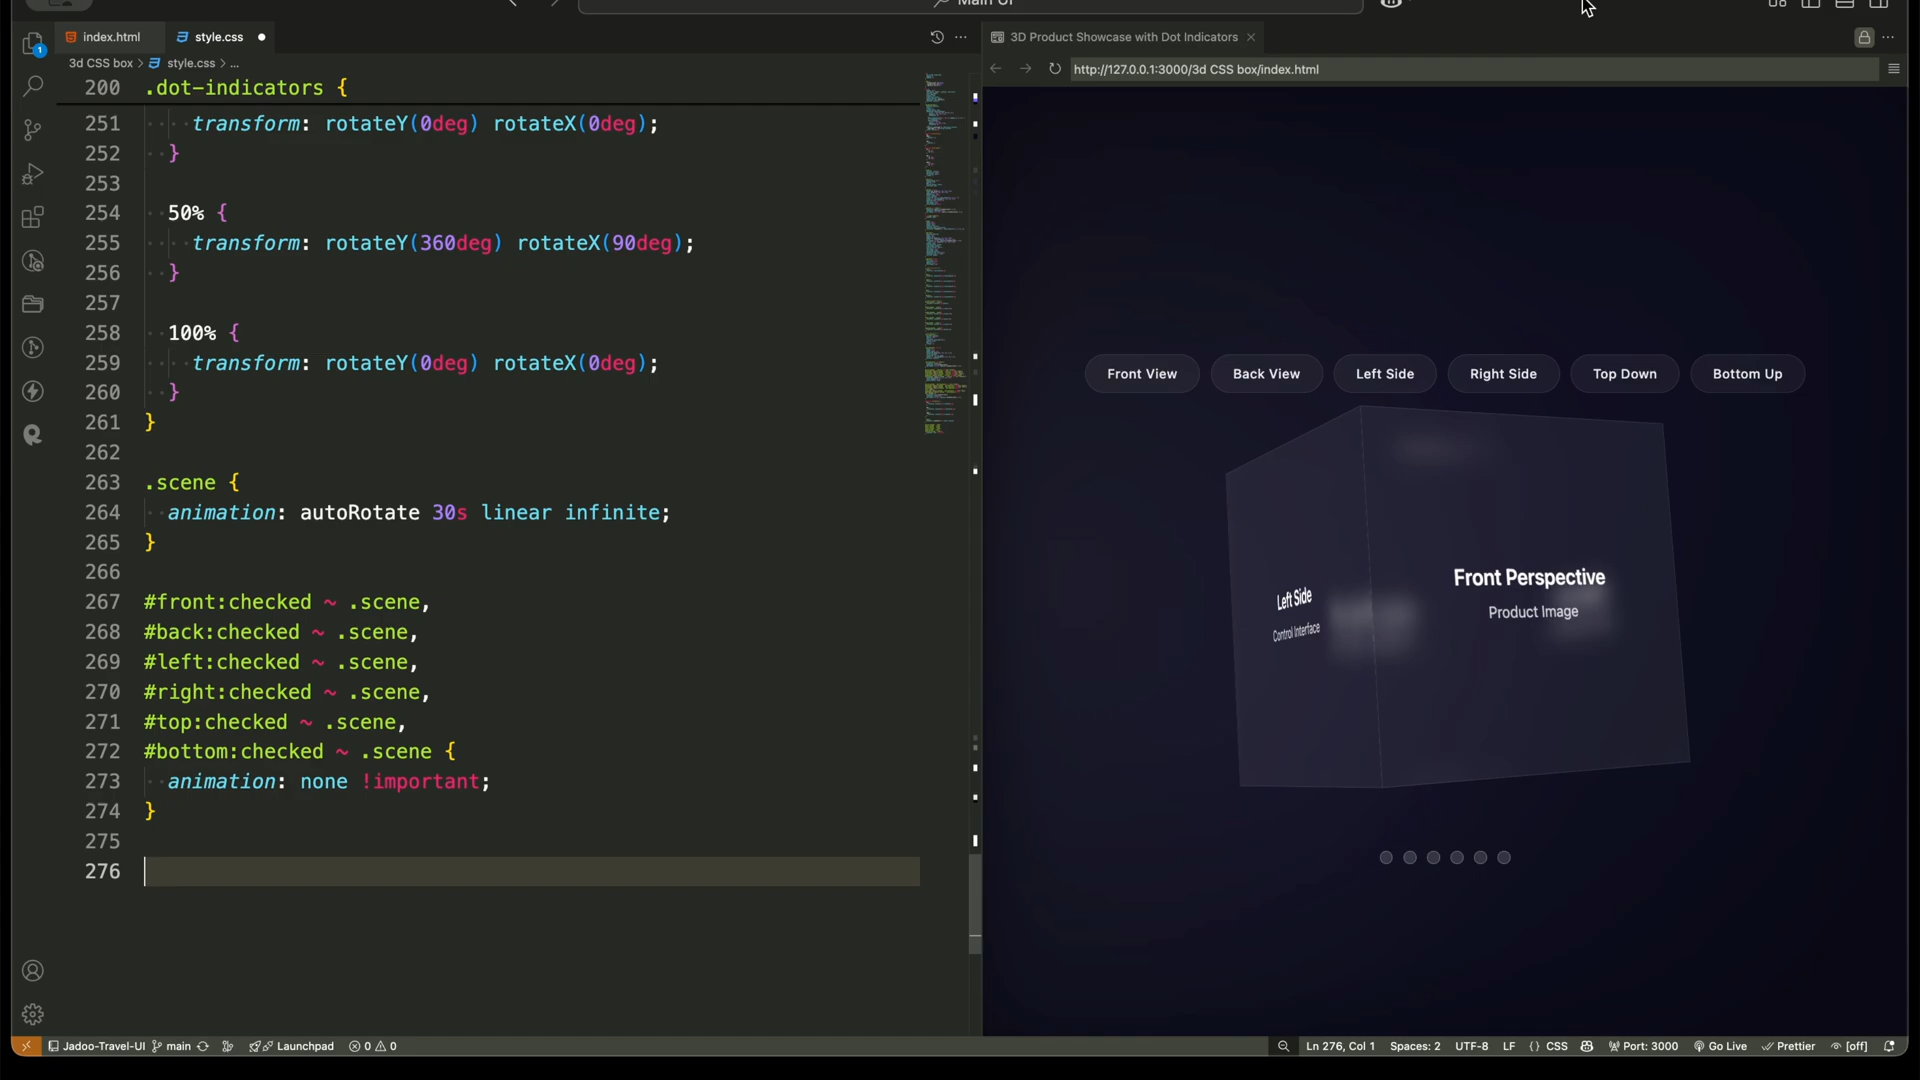 Main UI
index.html
style.css
3D Product Showcase with Dot Indicators
3d CSS box > style.css > ...
http://127.0.0.1:3000/3d CSS box/index.html
1
200 .dot-indicators {
251 transform: rotateY(0deg) rotateX(0deg);
252 }
253
254 50% {
255 transform: rotateY(360deg) rotateX(90deg);
256 }
257
258 100% {
259 transform: rotateY(0deg) rotateX(0deg);
260 }
261 }
262
263 .scene {
264 animation: autoRotate 30s linear infinite;
265 }
266
267 #front:checked ~ .scene,
268 #back:checked ~ .scene,
269 #left:checked ~ .scene,
270 #right:checked ~ .scene,
271 #top:checked ~ .scene,
272 #bottom:checked ~ .scene {
273 animation: none !important;
274 }
275
276
Front View
Back View
Left Side
Right Side
Top Down
Bottom Up
Front Perspective
Product Image
Left Side
Control Interface
Jadoo-Travel-UI
main
Launchpad
0
0
Ln 276, Col 1
Spaces: 2
UTF-8
LF
{} CSS
Port: 3000
Go Live
Prettier
[off]